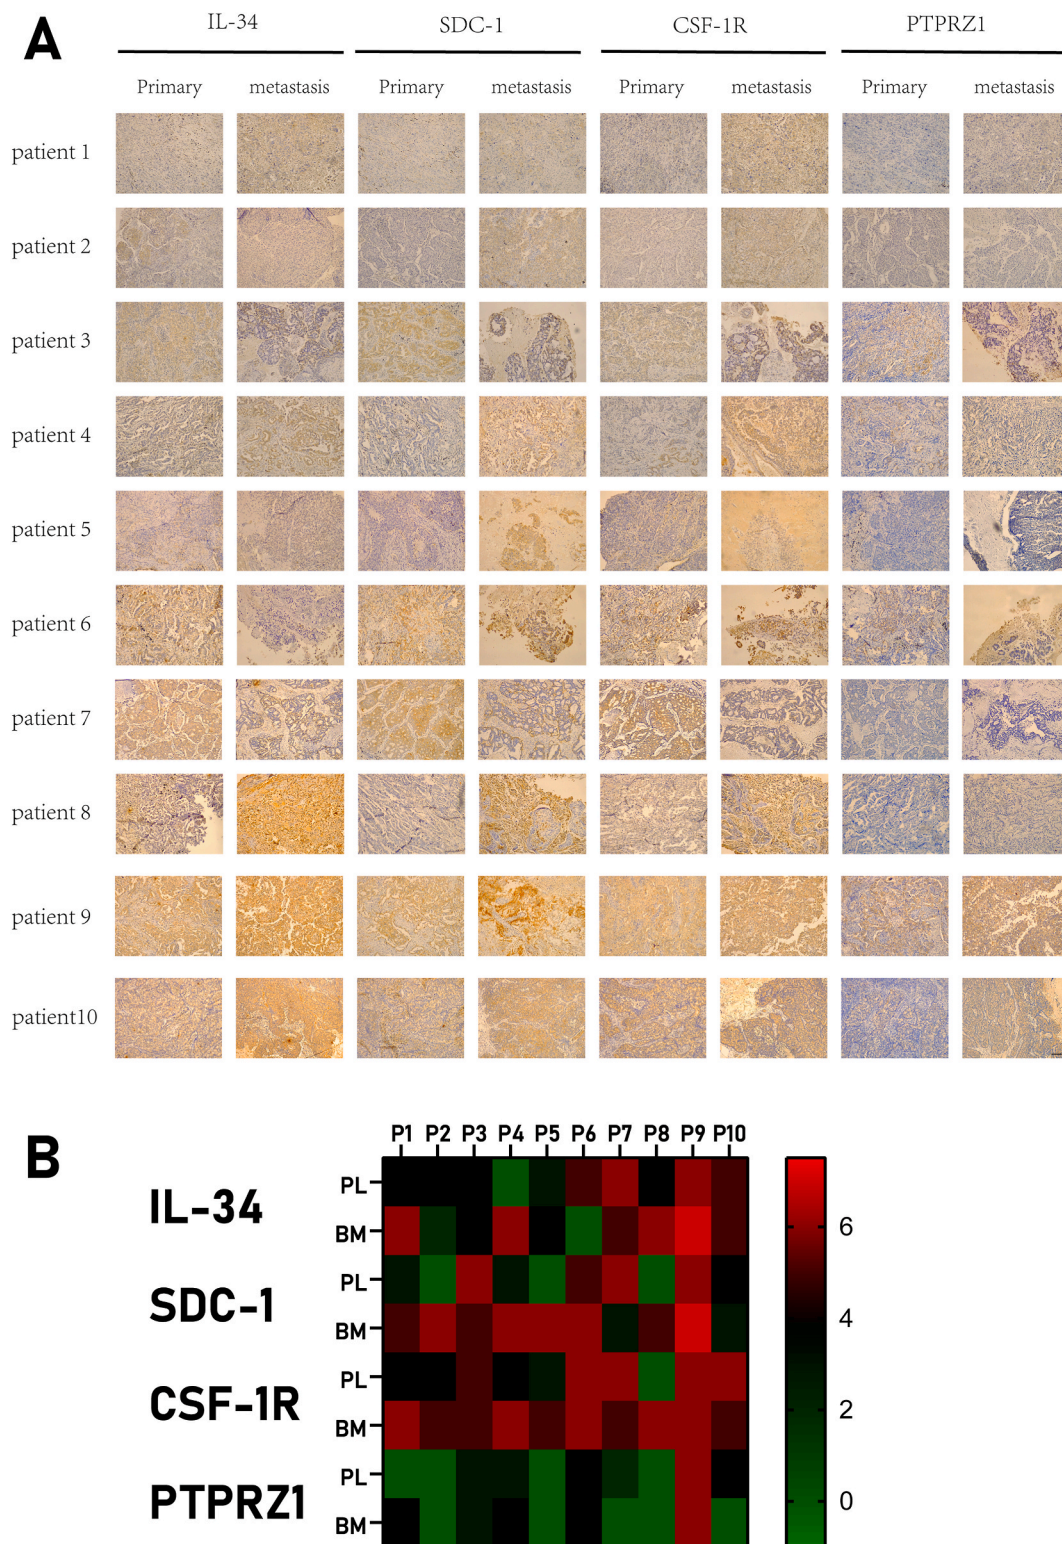 A
IL-34 SDC-1 CSF-1R PTPRZ1
Primary metastasis Primary metastasis Primary metastasis Primary metastasis
patient 1
patient 2
patient 3
patient 4
patient 5
patient 6
patient 7
patient 8
patient 9
patient10
B
P1 P2 P3 P4 P5 P6 P7 P8 P9 P10
IL-34
PL
BM
SDC-1
PL
BM
CSF-1R
PL
BM
PTPRZ1
PL
BM
6
4
2
0